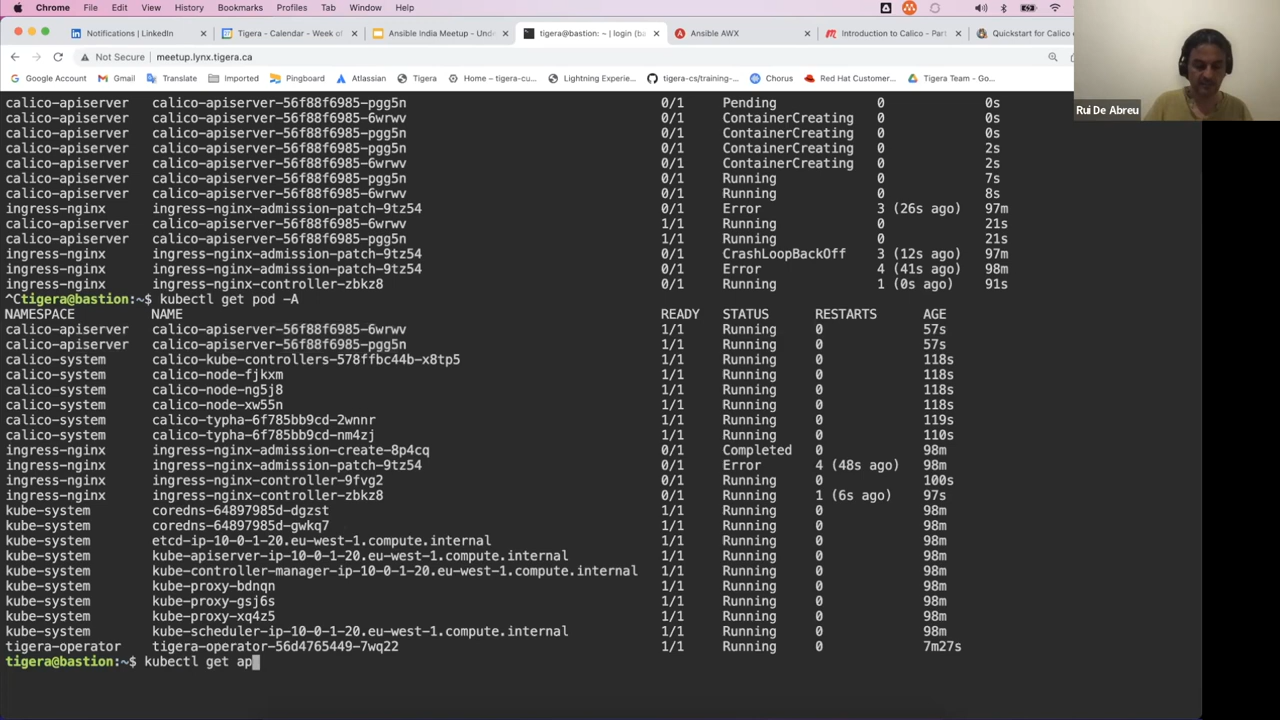 Chrome File Edit View History Bookmarks Profiles Tab Window Help
Notifications | LinkedIn Tigera - Calendar - Week of Ansible India Meetup - Und tigera@bastion: ~ | login (ba Ansible AWX Introduction to Calico - Part Quickstart for Calico o
Not Secure meetup.lynx.tigera.ca
Google Account Gmail Translate Imported Pingboard Atlassian Tigera Home – tigera-cu... Lightning Experie... tigera-cs/training-... Chorus Red Hat Customer... Tigera Team - Go...
Rui De Abreu
calico-apiserver calico-apiserver-56f88f6985-pgg5n 0/1 Pending 0 0s
calico-apiserver calico-apiserver-56f88f6985-6wrwv 0/1 ContainerCreating 0 0s
calico-apiserver calico-apiserver-56f88f6985-pgg5n 0/1 ContainerCreating 0 0s
calico-apiserver calico-apiserver-56f88f6985-pgg5n 0/1 ContainerCreating 0 2s
calico-apiserver calico-apiserver-56f88f6985-6wrwv 0/1 ContainerCreating 0 2s
calico-apiserver calico-apiserver-56f88f6985-pgg5n 0/1 Running 0 7s
calico-apiserver calico-apiserver-56f88f6985-6wrwv 0/1 Running 0 8s
ingress-nginx ingress-nginx-admission-patch-9tz54 0/1 Error 3 (26s ago) 97m
calico-apiserver calico-apiserver-56f88f6985-6wrwv 1/1 Running 0 21s
calico-apiserver calico-apiserver-56f88f6985-pgg5n 1/1 Running 0 21s
ingress-nginx ingress-nginx-admission-patch-9tz54 0/1 CrashLoopBackOff 3 (12s ago) 97m
ingress-nginx ingress-nginx-admission-patch-9tz54 0/1 Error 4 (41s ago) 98m
ingress-nginx ingress-nginx-controller-zbkz8 0/1 Running 1 (0s ago) 91s
^Ctigera@bastion:~$ kubectl get pod -A
NAMESPACE NAME READY STATUS RESTARTS AGE
calico-apiserver calico-apiserver-56f88f6985-6wrwv 1/1 Running 0 57s
calico-apiserver calico-apiserver-56f88f6985-pgg5n 1/1 Running 0 57s
calico-system calico-kube-controllers-578ffbc44b-x8tp5 1/1 Running 0 118s
calico-system calico-node-fjkxm 1/1 Running 0 118s
calico-system calico-node-ng5j8 1/1 Running 0 118s
calico-system calico-node-xw55n 1/1 Running 0 118s
calico-system calico-typha-6f785bb9cd-2wnnr 1/1 Running 0 119s
calico-system calico-typha-6f785bb9cd-nm4zj 1/1 Running 0 110s
ingress-nginx ingress-nginx-admission-create-8p4cq 0/1 Completed 0 98m
ingress-nginx ingress-nginx-admission-patch-9tz54 0/1 Error 4 (48s ago) 98m
ingress-nginx ingress-nginx-controller-9fvg2 0/1 Running 0 100s
ingress-nginx ingress-nginx-controller-zbkz8 0/1 Running 1 (6s ago) 97s
kube-system coredns-64897985d-dgzst 1/1 Running 0 98m
kube-system coredns-64897985d-gwkq7 1/1 Running 0 98m
kube-system etcd-ip-10-0-1-20.eu-west-1.compute.internal 1/1 Running 0 98m
kube-system kube-apiserver-ip-10-0-1-20.eu-west-1.compute.internal 1/1 Running 0 98m
kube-system kube-controller-manager-ip-10-0-1-20.eu-west-1.compute.internal 1/1 Running 0 98m
kube-system kube-proxy-bdnqn 1/1 Running 0 98m
kube-system kube-proxy-gsj6s 1/1 Running 0 98m
kube-system kube-proxy-xq4z5 1/1 Running 0 98m
kube-system kube-scheduler-ip-10-0-1-20.eu-west-1.compute.internal 1/1 Running 0 98m
tigera-operator tigera-operator-56d4765449-7wq22 1/1 Running 0 7m27s
tigera@bastion:~$ kubectl get ap